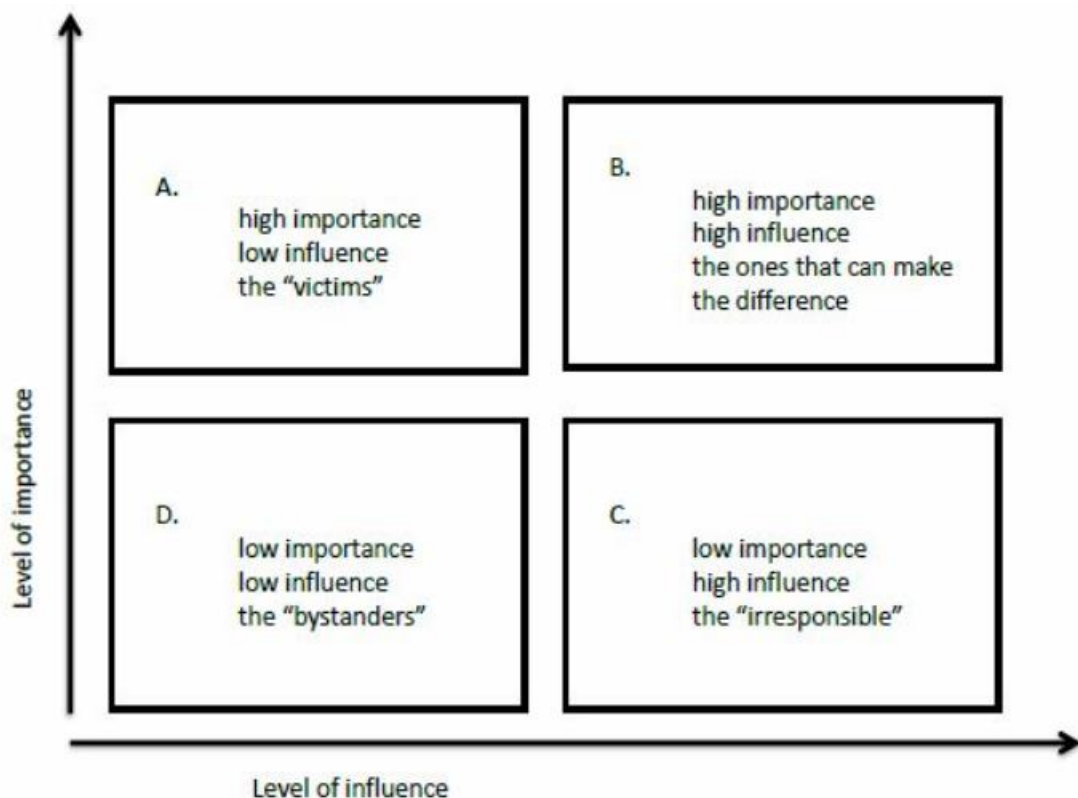 A.
high importance
low influence
the “victims”
B.
high importance
high influence
the ones that can make
the difference
D.
low importance
low influence
the “bystanders”
C.
low importance
high influence
the “irresponsible”
Level of importance
Level of influence